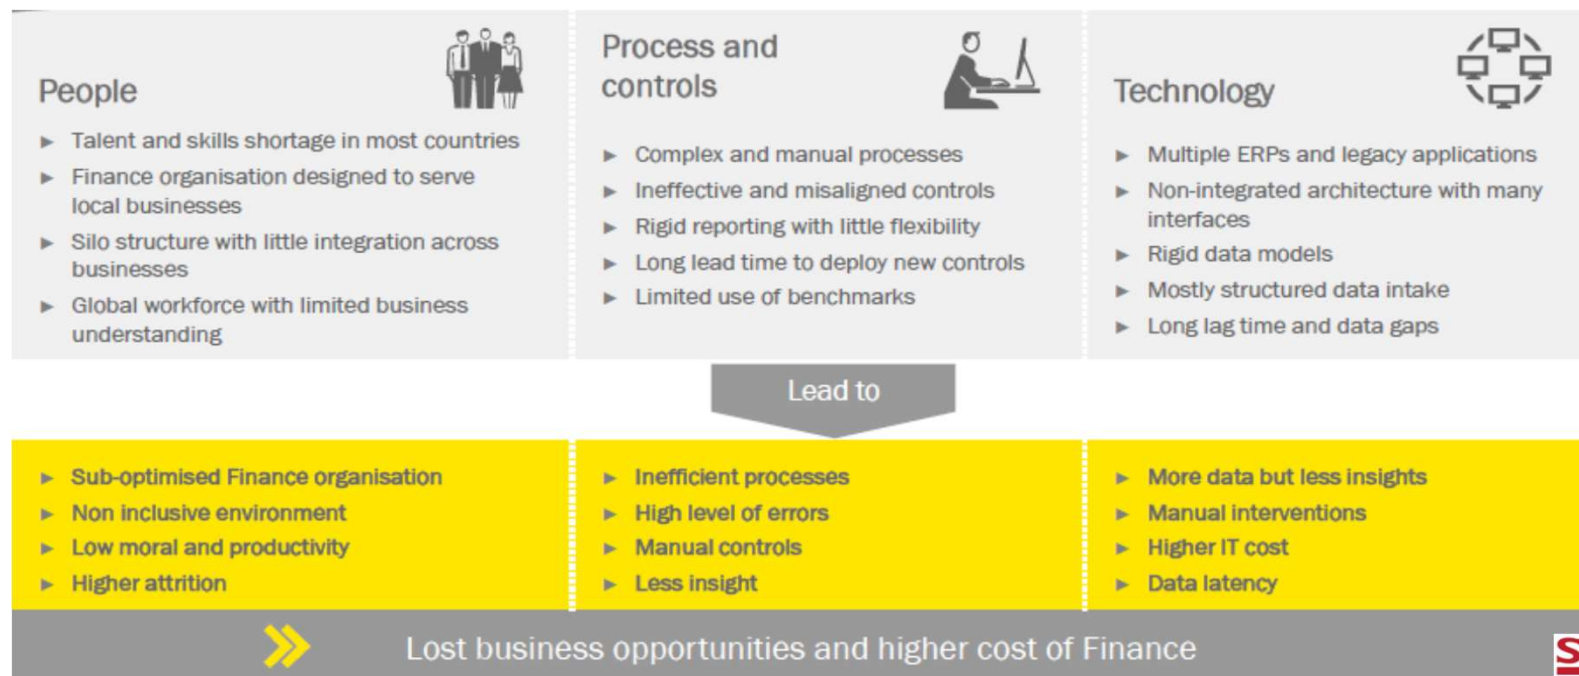 People
► Talent and skills shortage in most countries
► Finance organisation designed to serve
local businesses
► Silo structure with little integration across
businesses
► Global workforce with limited business
understanding
Process and
controls
► Complex and manual processes
► Ineffective and misaligned controls
► Rigid reporting with little flexibility
► Long lead time to deploy new controls
► Limited use of benchmarks
Technology
► Multiple ERPs and legacy applications
► Non-integrated architecture with many
interfaces
► Rigid data models
► Mostly structured data intake
► Long lag time and data gaps
Lead to
► Sub-optimised Finance organisation
► Non inclusive environment
► Low moral and productivity
► Higher attrition
► Inefficient processes
► High level of errors
► Manual controls
► Less insight
► More data but less insights
► Manual interventions
► Higher IT cost
► Data latency
Lost business opportunities and higher cost of Finance
S